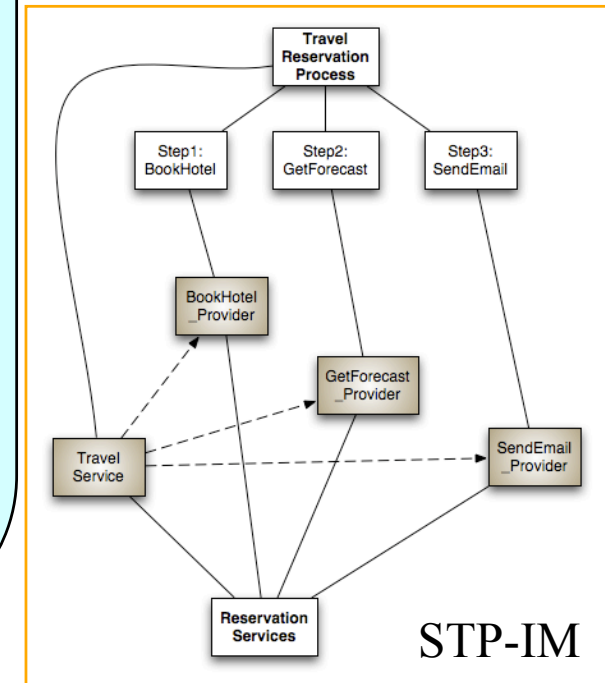 Travel
Reservation
Process
Step1:
BookHotel
Step2:
GetForecast
Step3:
SendEmail
BookHotel
_Provider
GetForecast
_Provider
Travel
Service
SendEmail
_Provider
Reservation
Services
STP-IM